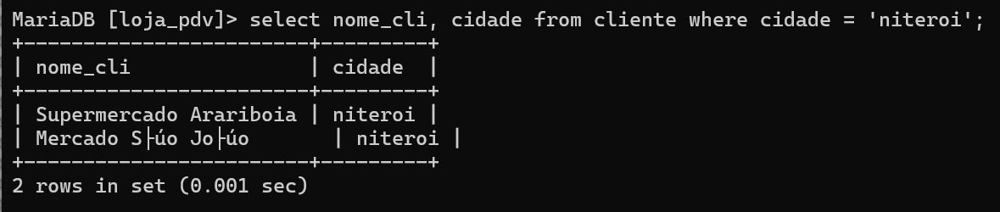 MariaDB [loja_pdv]> select nome_cli, cidade from cliente where cidade = 'niteroi';
+------------------------+---------+
| nome_cli               | cidade  |
+------------------------+---------+
| Supermercado Arariboia | niteroi |
| Mercado S├úo Jo├úo       | niteroi |
+------------------------+---------+
2 rows in set (0.001 sec)